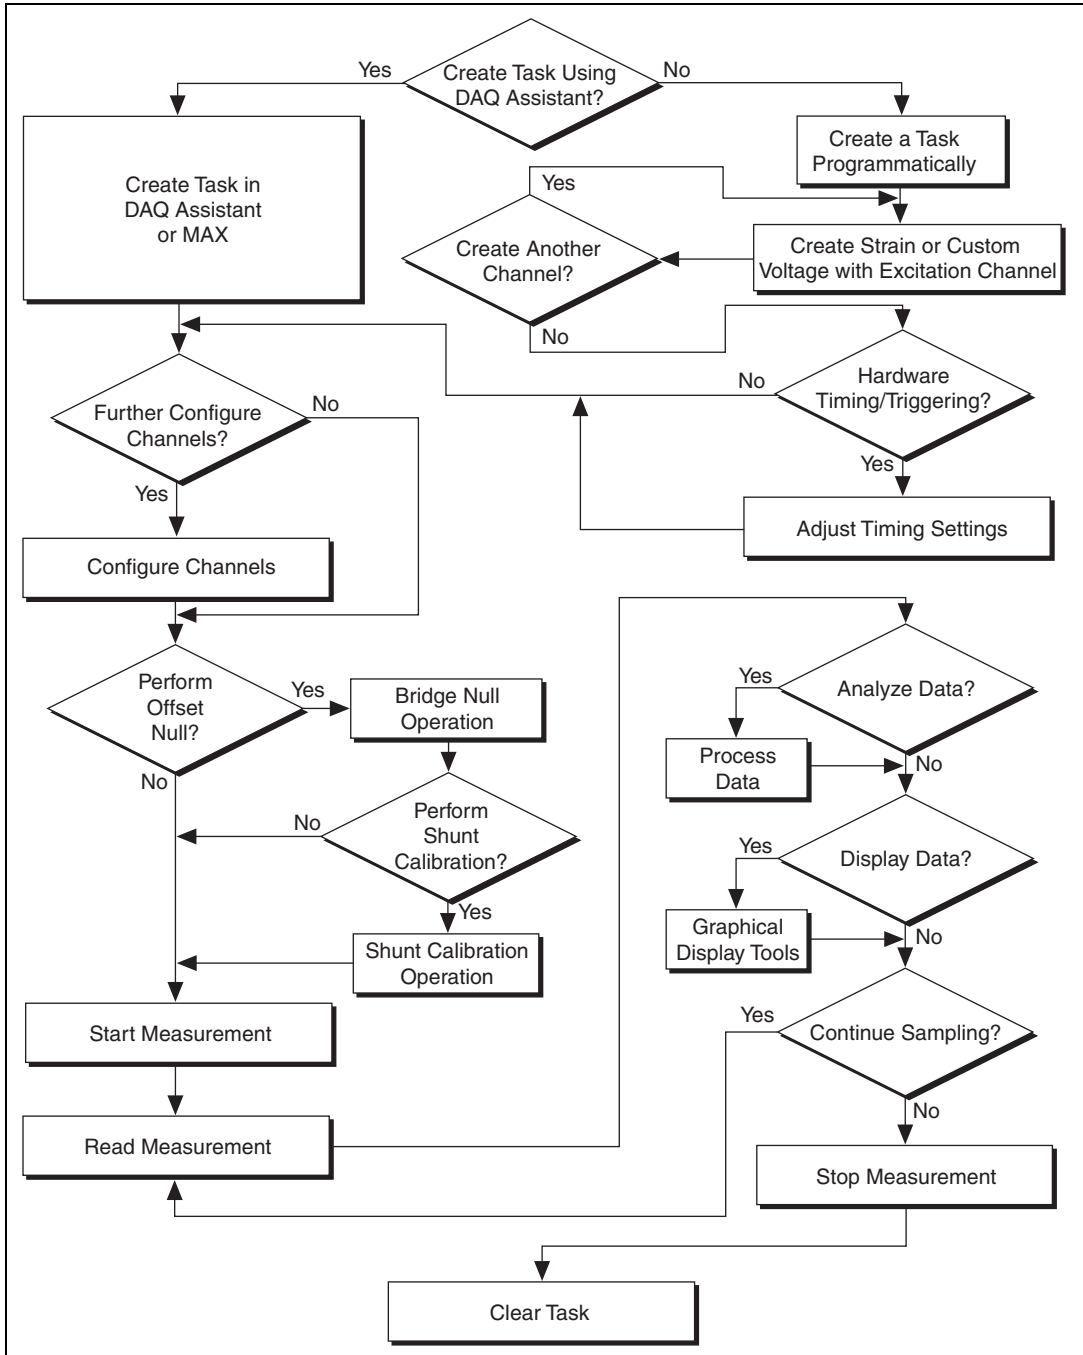 Yes
Create Task Using
DAQ Assistant?
No
Create Task in
DAQ Assistant
or MAX
Create a Task
Programmatically
Yes
Create Another
Channel?
Create Strain or Custom
Voltage with Excitation Channel
No
Hardware
Timing/Triggering?
No
Yes
Adjust Timing Settings
Further Configure
Channels?
No
Yes
Configure Channels
Perform
Offset
Null?
Yes
No
Bridge Null
Operation
Perform
Shunt
Calibration?
No
Yes
Shunt Calibration
Operation
Start Measurement
Read Measurement
Analyze Data?
Yes
No
Process
Data
Display Data?
Yes
No
Graphical
Display Tools
Continue Sampling?
Yes
No
Stop Measurement
Clear Task